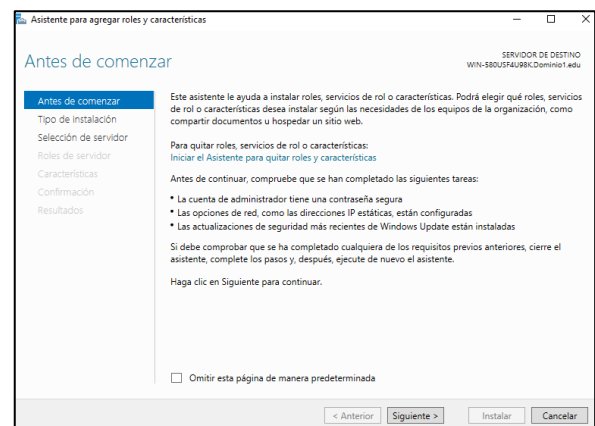 Asistente para agregar roles y características
Antes de comenzar
SERVIDOR DE DESTINO
WIN-580USF4U98K.Dominio1.edu
Antes de comenzar
Tipo de instalación
Selección de servidor
Roles de servidor
Características
Confirmación
Resultados
Este asistente le ayuda a instalar roles, servicios de rol o características. Podrá elegir qué roles, servicios
de rol o características desea instalar según las necesidades de los equipos de la organización, como
compartir documentos u hospedar un sitio web.
Para quitar roles, servicios de rol o características:
Iniciar el Asistente para quitar roles y características
Antes de continuar, compruebe que se han completado las siguientes tareas:
• La cuenta de administrador tiene una contraseña segura
• Las opciones de red, como las direcciones IP estáticas, están configuradas
• Las actualizaciones de seguridad más recientes de Windows Update están instaladas
Si debe comprobar que se ha completado cualquiera de los requisitos previos anteriores, cierre el
asistente, complete los pasos y, después, ejecute de nuevo el asistente.
Haga clic en Siguiente para continuar.
Omitir esta página de manera predeterminada
< Anterior Siguiente > Instalar Cancelar